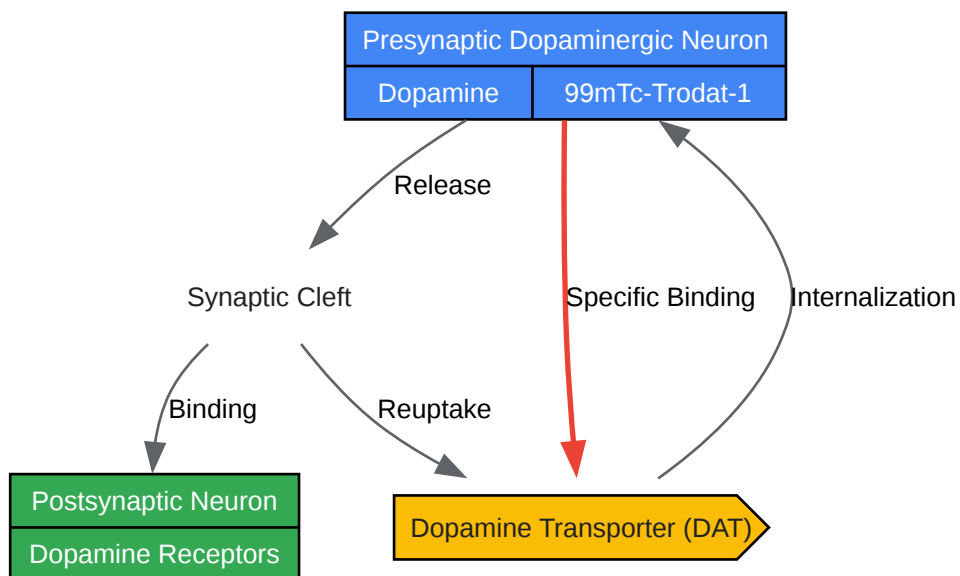 Presynaptic Dopaminergic Neuron
Dopamine
99mTc-Trodat-1
Release
Synaptic Cleft
Specific Binding
Internalization
Binding
Reuptake
Postsynaptic Neuron
Dopamine Receptors
Dopamine Transporter (DAT)